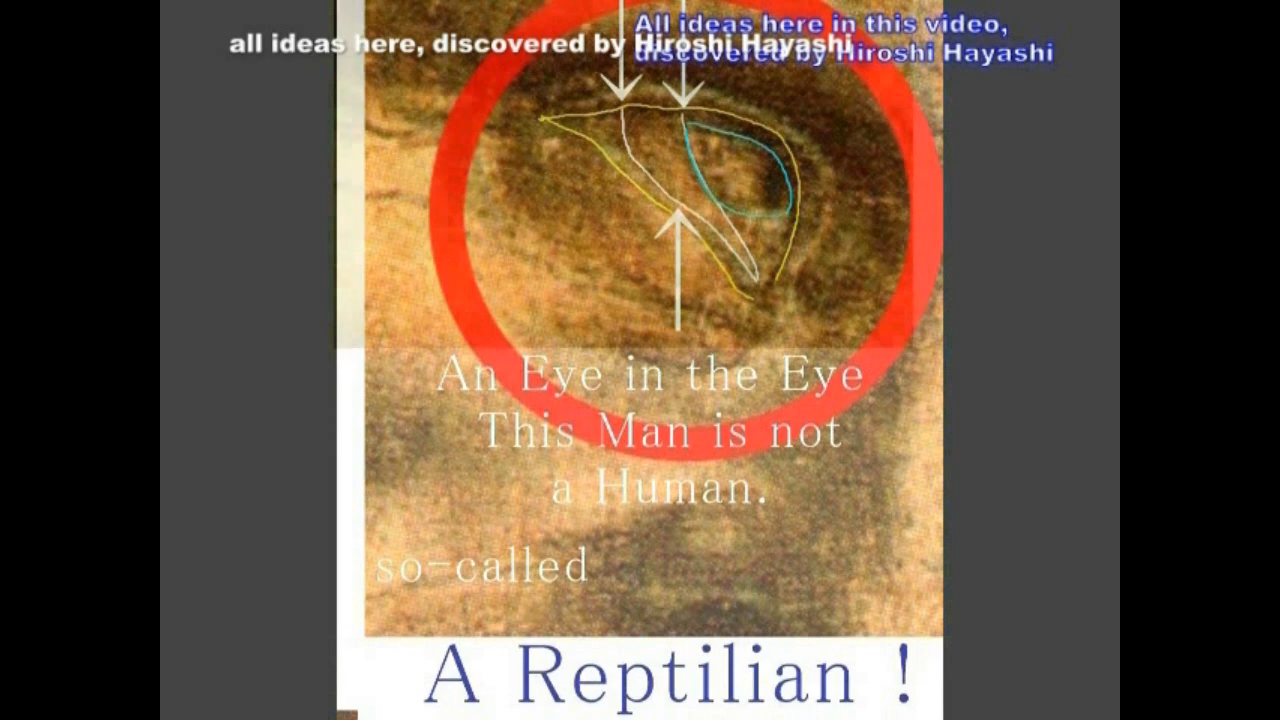 All ideas here in this video,
all ideas here, discovered by Hiroshi Hayashi
discovered by Hiroshi Hayashi
An Eye in the Eye
This Man is not
a Human.
so-called
A Reptilian !